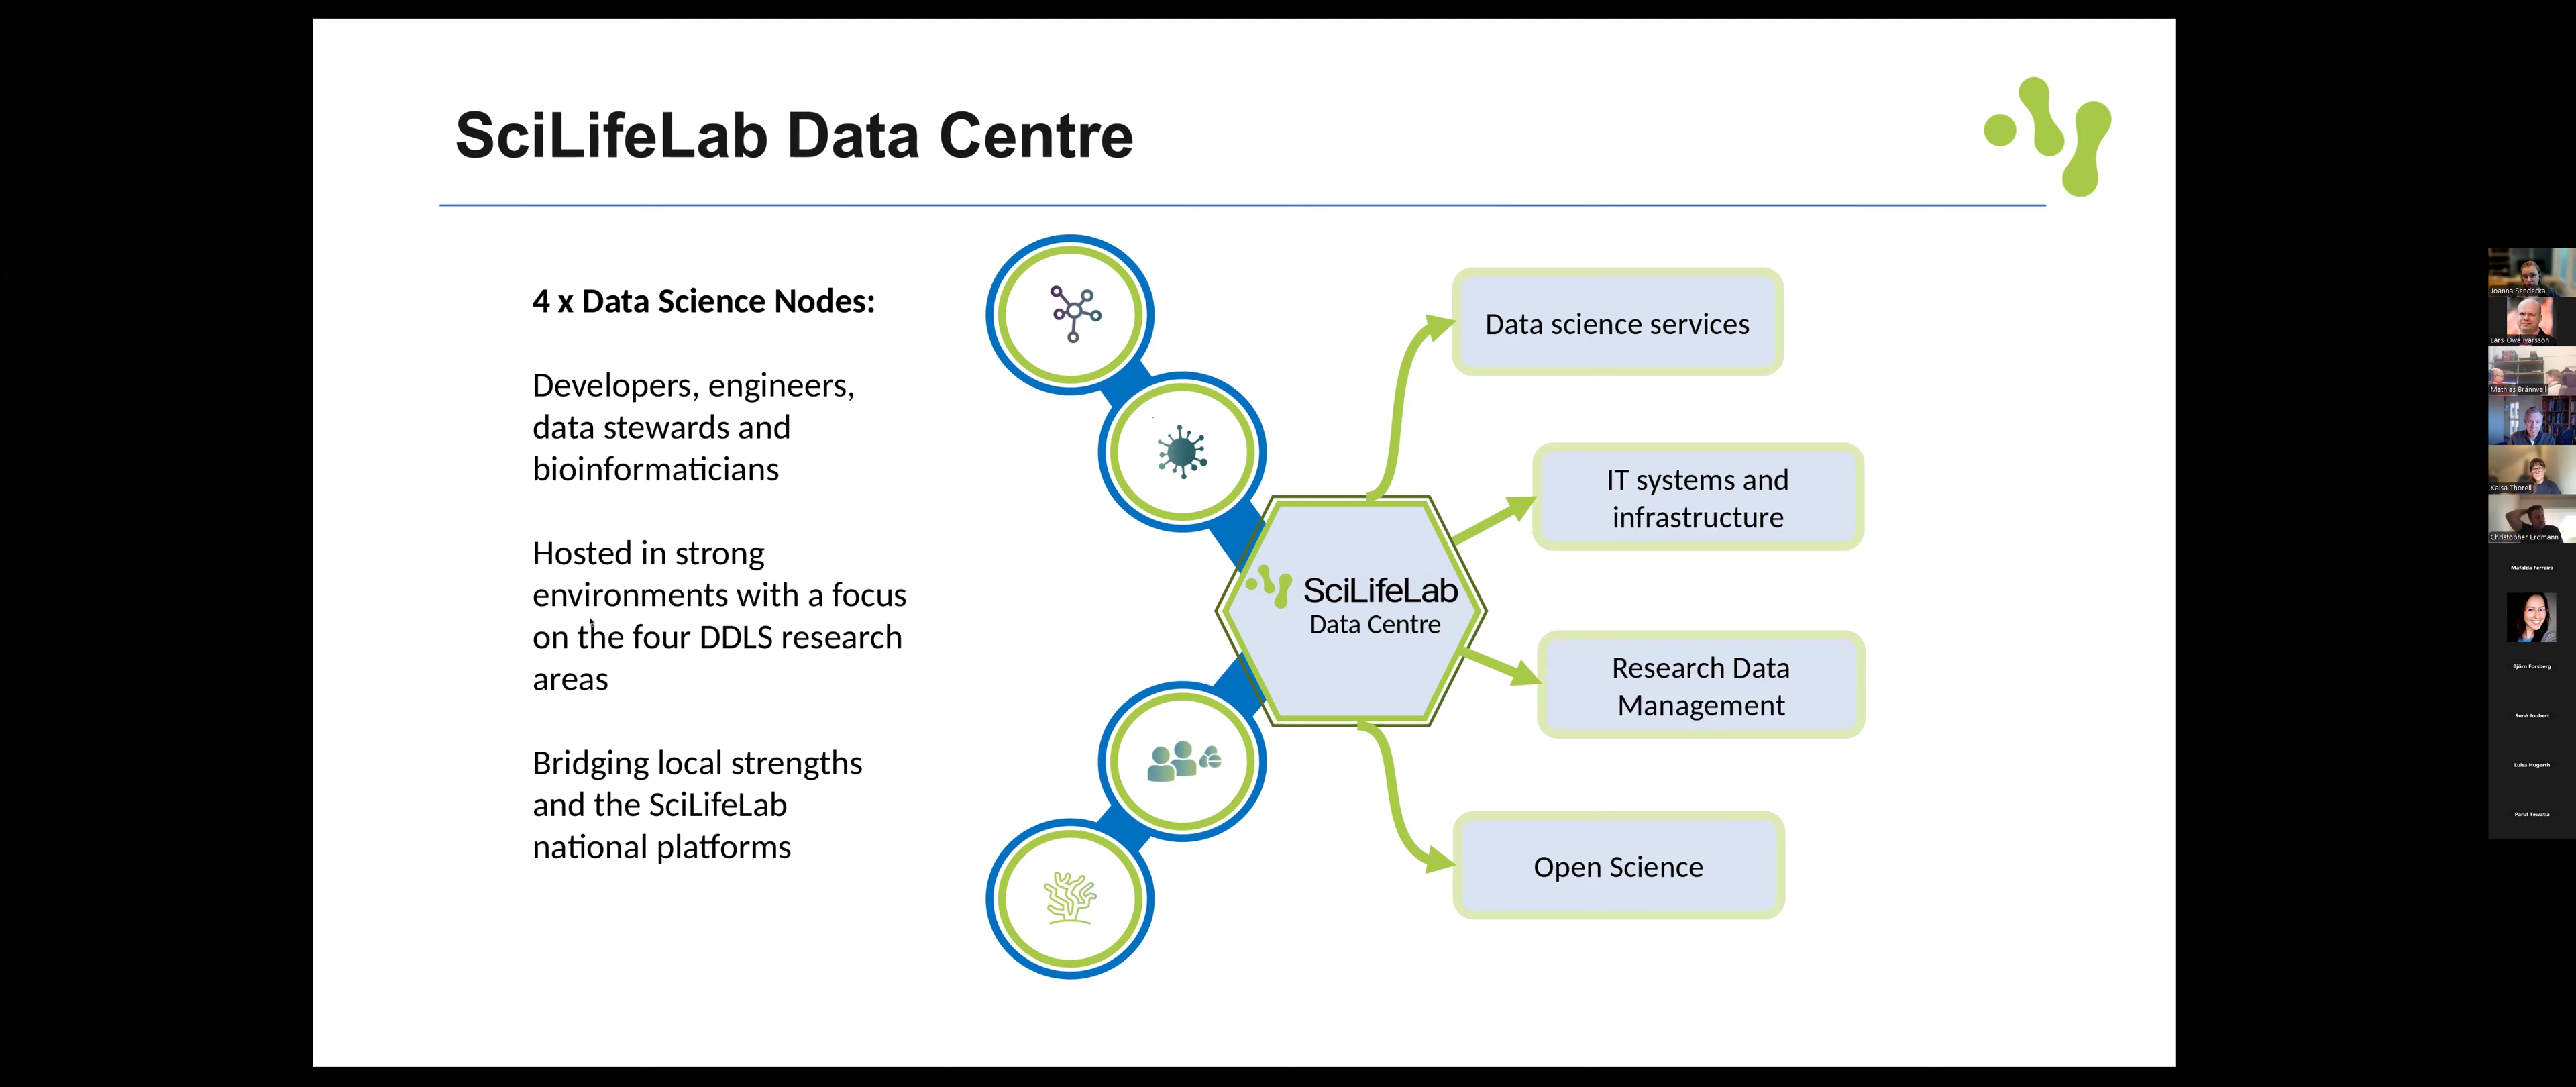 SciLifeLab Data Centre
4 x Data Science Nodes:
Developers, engineers,
data stewards and
bioinformaticians
Hosted in strong
environments with a focus
on the four DDLS research
areas
Bridging local strengths
and the SciLifeLab
national platforms
SciLifeLab
Data Centre
Data science services
IT systems and
infrastructure
Research Data
Management
Open Science
Joanna Sendecka
Lars-Owe Ivarsson
Mathias Brännvall
Kaisa Thorell
Christopher Erdmann
Mafalda Ferreira
Björn Forsberg
Suné Joubert
Luisa Hugerth
Parul Tewatia